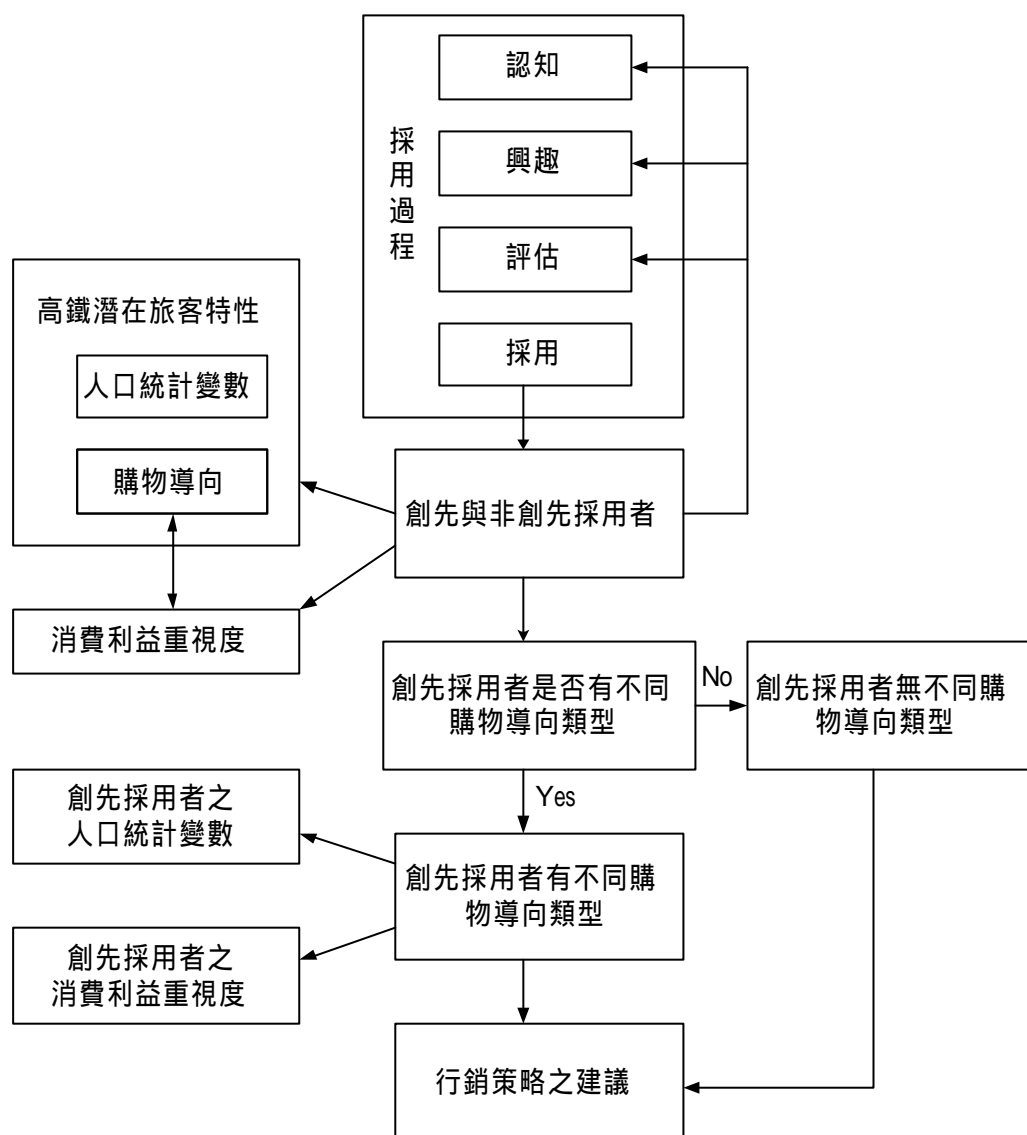 認知
興趣
採用過程
評估
高鐵潛在旅客特性
採用
人口統計變數
購物導向
創先與非創先採用者
消費利益重視度
創先採用者是否有不同
購物導向類型
No
創先採用者無不同購
物導向類型
Yes
創先採用者之
人口統計變數
創先採用者有不同購
物導向類型
創先採用者之
消費利益重視度
行銷策略之建議